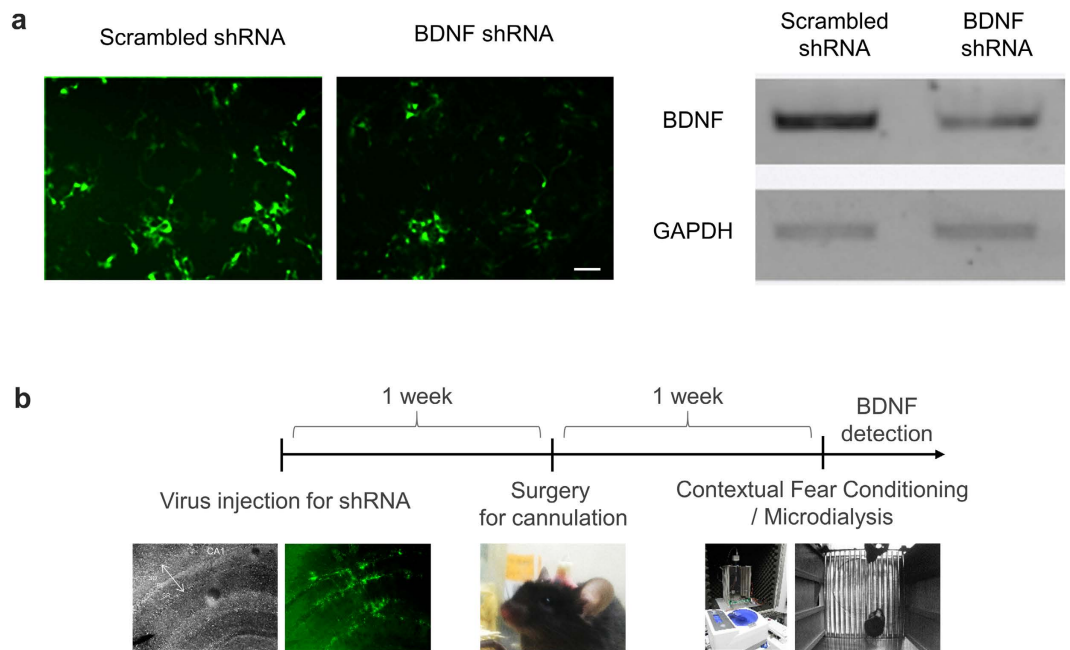 a
Scrambled shRNA
BDNF shRNA
Scrambled
shRNA
BDNF
shRNA
BDNF
GAPDH
b
1 week
1 week
BDNF
detection
Virus injection for shRNA
Surgery
for cannulation
Contextual Fear Conditioning
/ Microdialysis
CA1